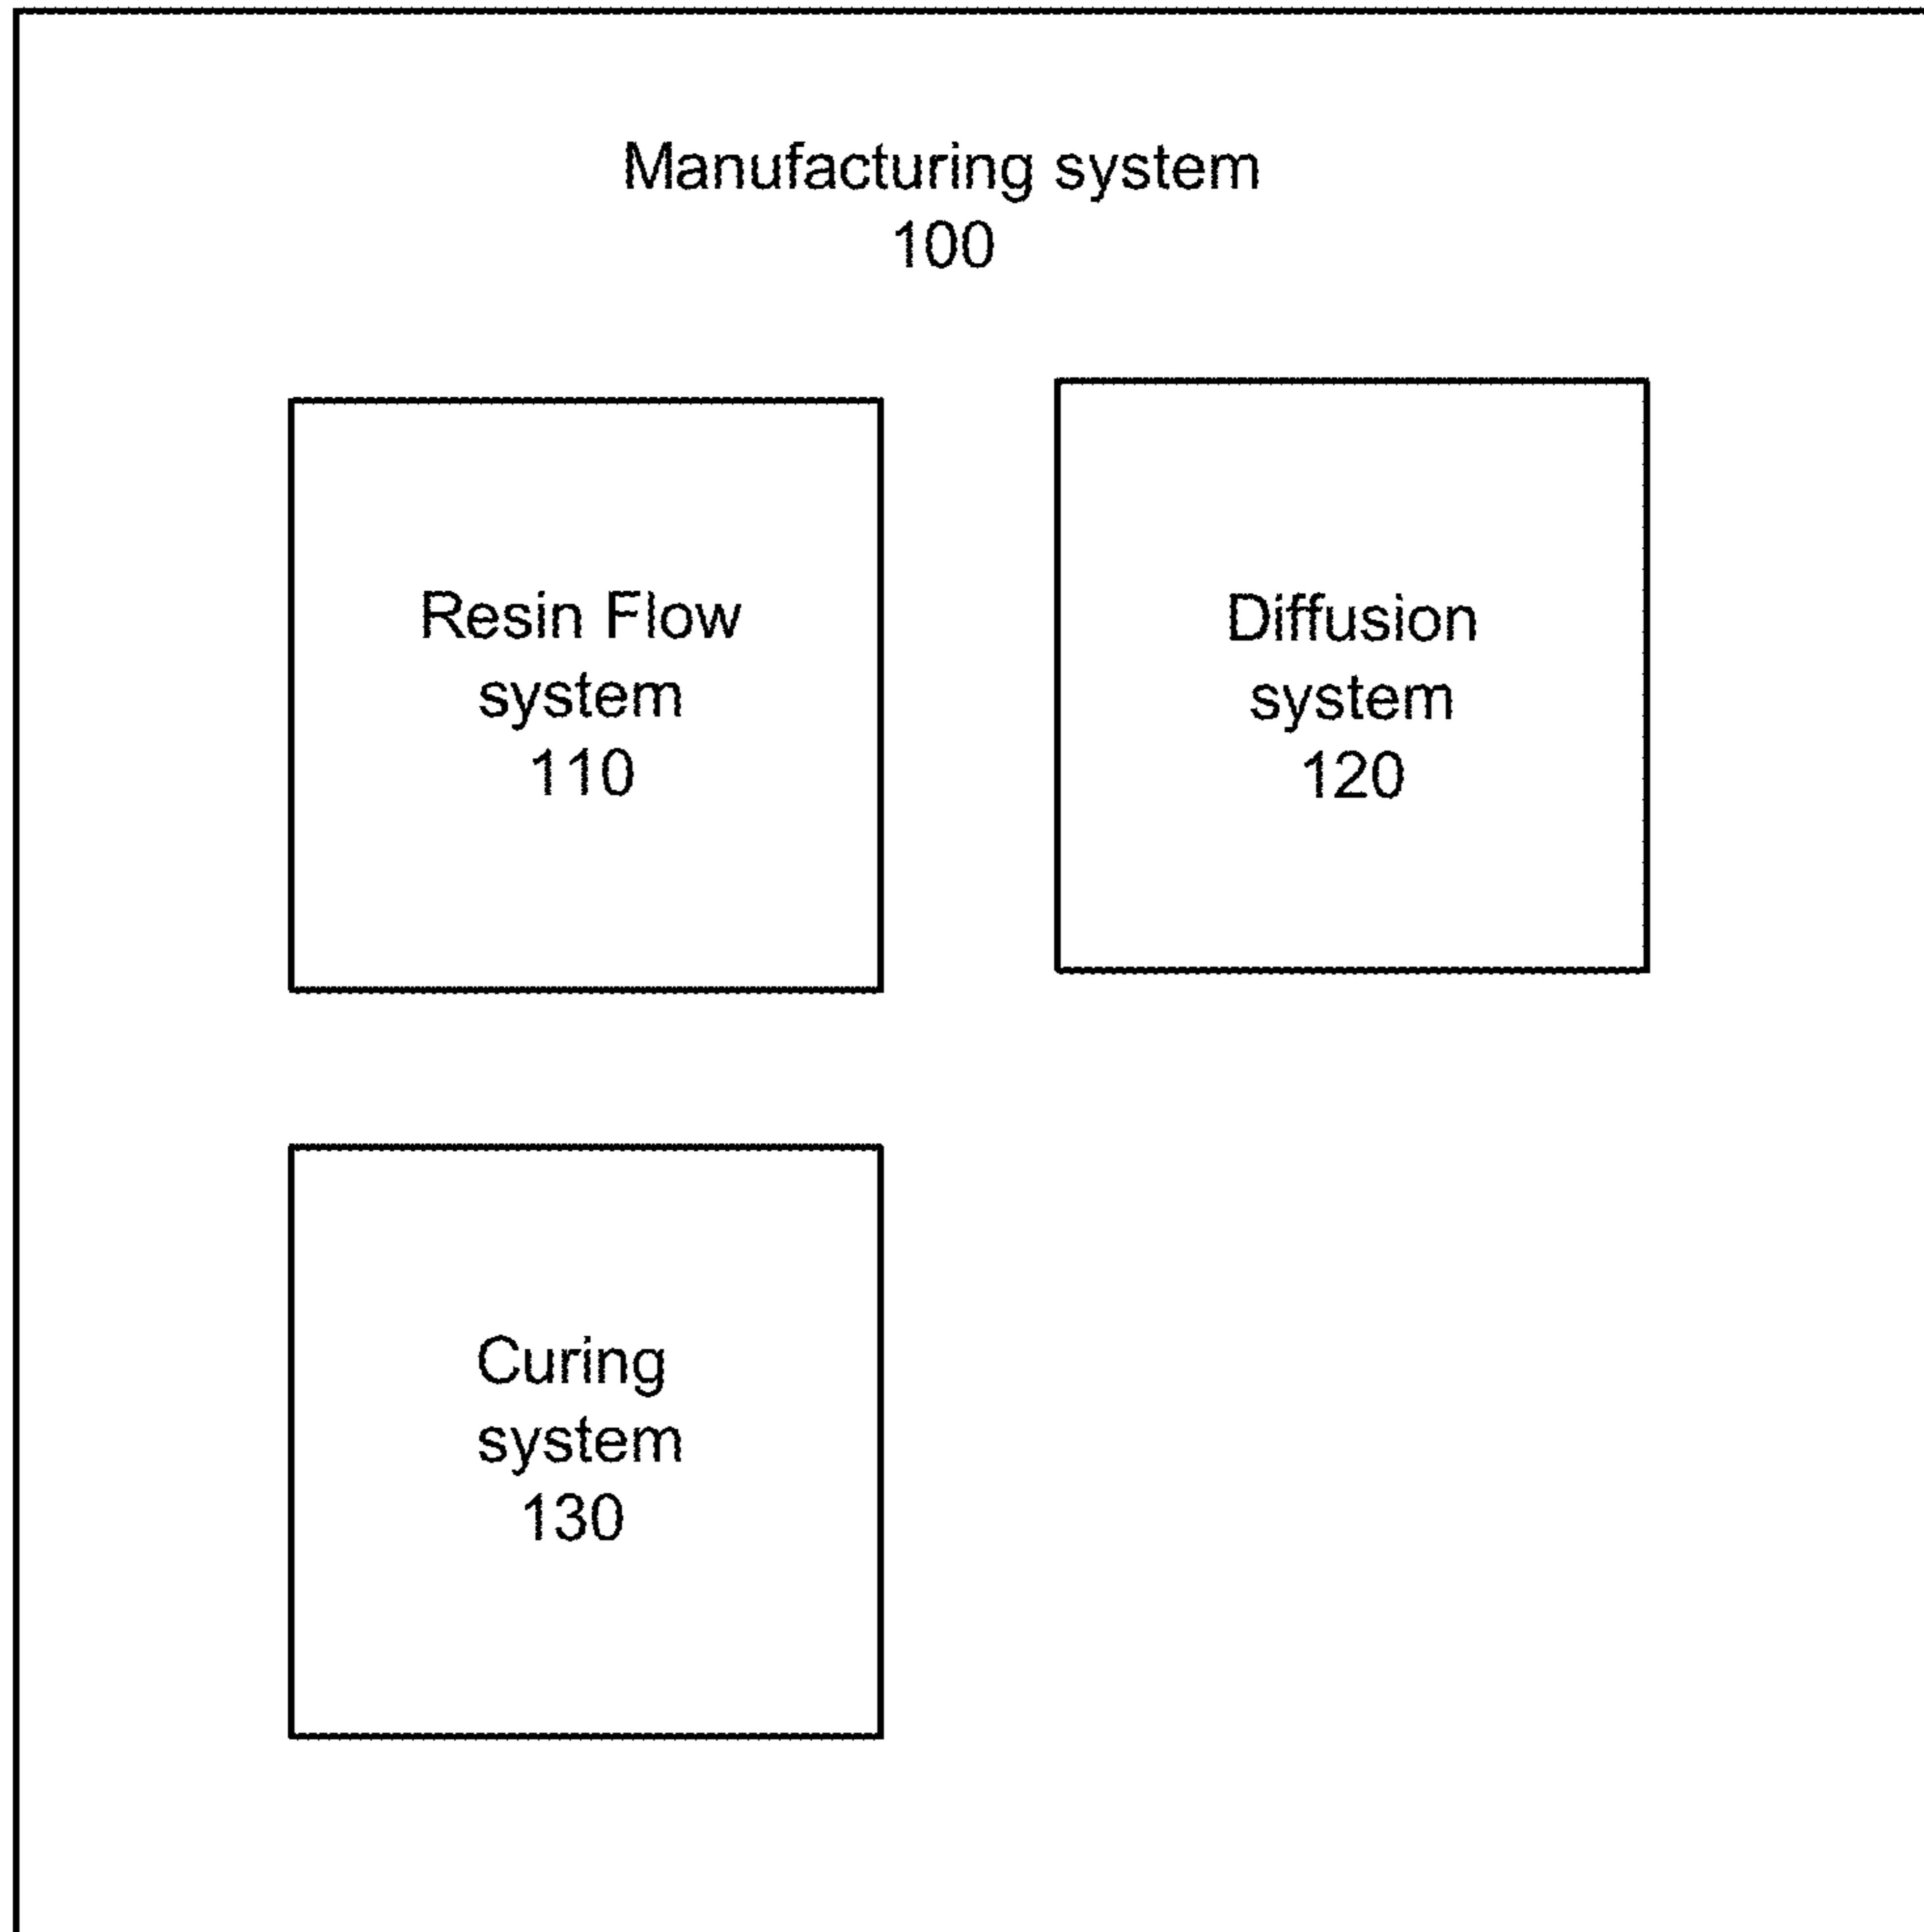 Manufacturing system
100
Resin Flow
system
110
Diffusion
system
120
Curing
system
130